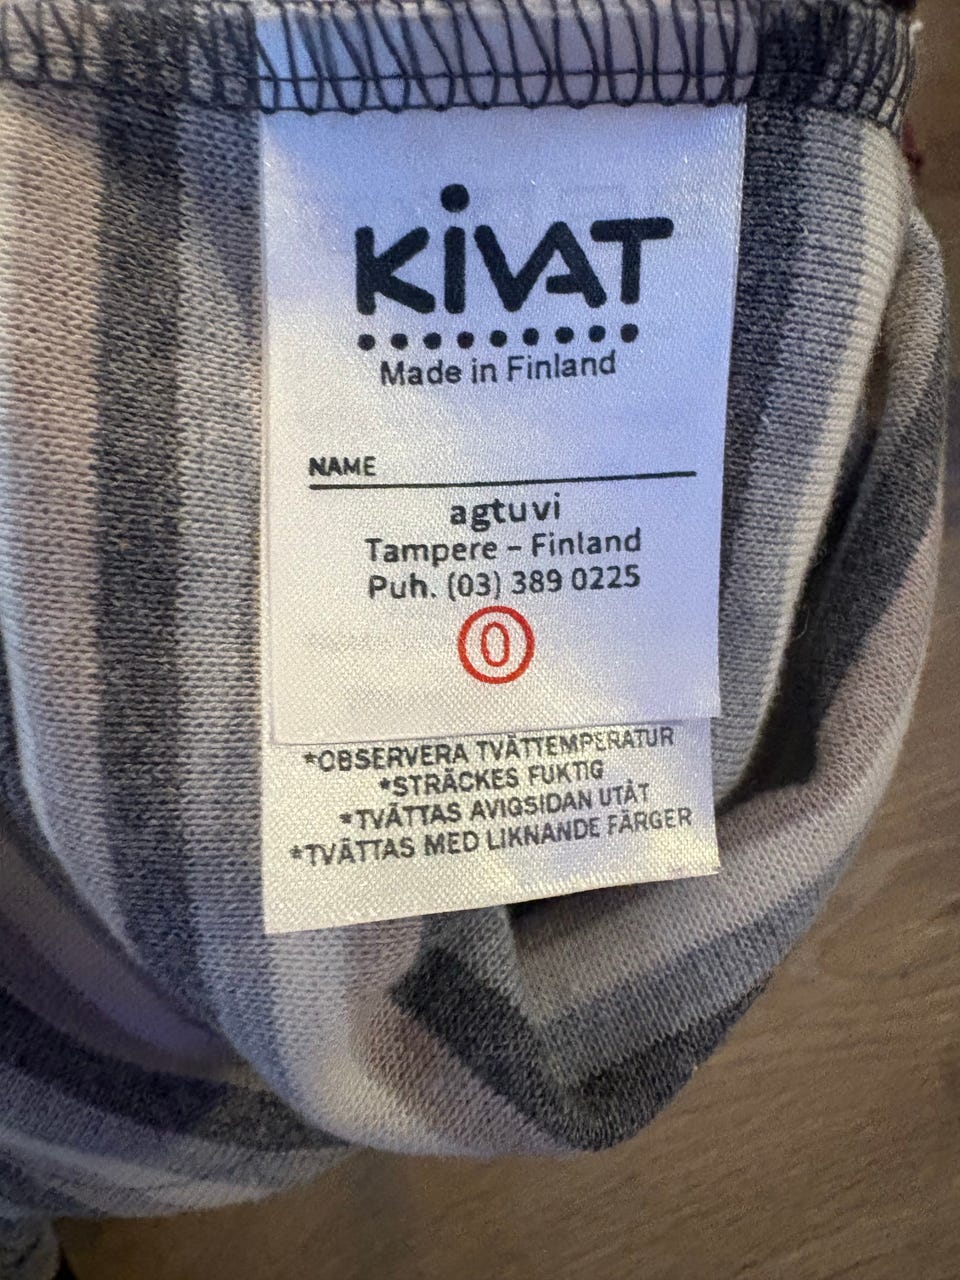 KiVAT
Made in Finland
NAME
agtuvi
Tampere – Finland
Puh. (03) 389 0225
0
*OBSERVERA TVÄTTEMPERATUR
*STRÄCKES FUKTIG
*TVÄTTAS AVIGSIDAN UTÅT
*TVÄTTAS MED LIKNANDE FÄRGER